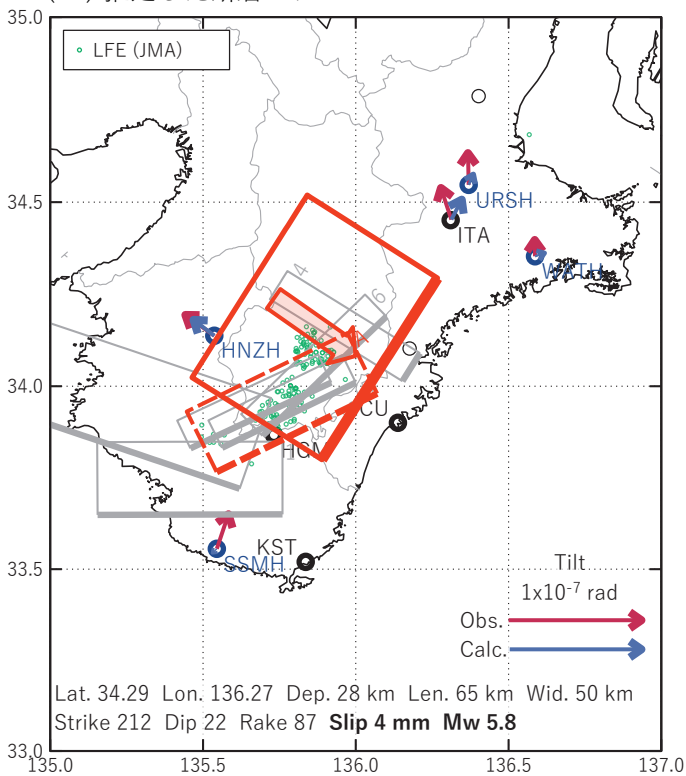 35.0
LFE (JMA)
34.5
URSH
ITA
WATH
4
6
HNZH
34.0
CU
HGM
KST
SSMH
33.5
Tilt
1x10⁻⁷ rad
Obs.
Calc.
Lat. 34.29 Lon. 136.27 Dep. 28 km Len. 65 km Wid. 50 km
Strike 212 Dip 22 Rake 87 Slip 4 mm Mw 5.8
33.0
135.0 135.5 136.0 136.5 137.0